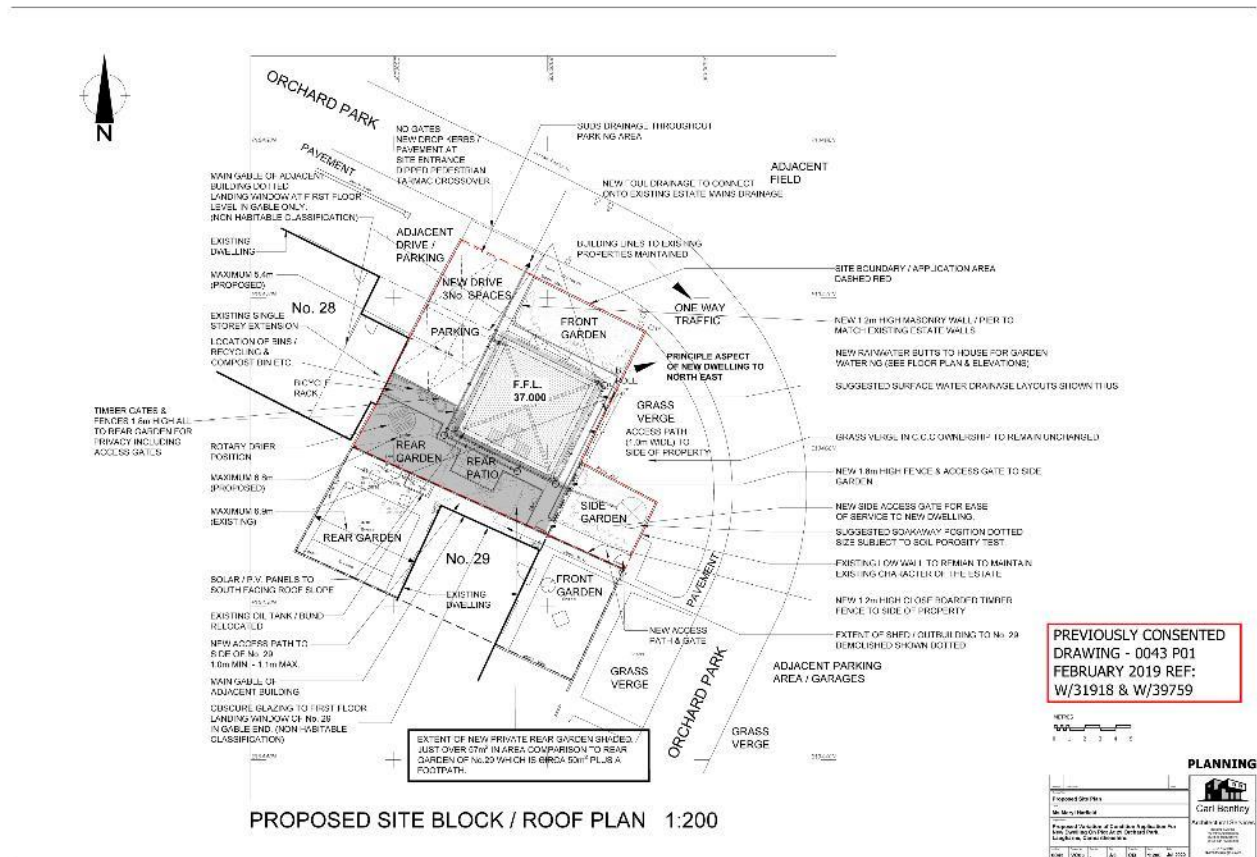 N
ORCHARD PARK
PAVEMENT
NO GATES
NEW DROP KERBS /
PAVEMENT AT
SITE ENTRANCE
DIPPED PEDESTRIAN
TARMAC CROSSOVER
SUDS DRAINAGE THROUGHOUT
PARKING AREA
ADJACENT
FIELD
MAIN GABLE OF ADJACENT
BUILDING DOTTED
LANDING WINDOW AT FIRST FLOOR
LEVEL IN GABLE ONLY.
(NON HABITABLE CLASSIFICATION)
NEW FOUL DRAINAGE TO CONNECT
ONTO EXISTING ESTATE MAINS DRAINAGE
ADJACENT
DRIVE /
PARKING
EXISTING
DWELLING
BUILDING LINES TO EXISTING
PROPERTIES MAINTAINED
SITE BOUNDARY / APPLICATION AREA
DASHED RED
MAXIMUM 5.4m
(PROPOSED)
NEW DRIVE
3No. SPACES
No. 28
ONE WAY
TRAFFIC
EXISTING SINGLE
STOREY EXTENSION
PARKING
FRONT
GARDEN
NEW 1.2m HIGH MASONRY WALL / PIER TO
MATCH EXISTING ESTATE WALLS
LOCATION OF BINS /
RECYCLING &
COMPOST BIN ETC.
PRINCIPLE ASPECT
OF NEW DWELLING TO
NORTH EAST
NEW RAINWATER BUTTS TO HOUSE FOR GARDEN
WATERING (SEE FLOOR PLAN & ELEVATIONS)
BICYCLE
RACK
F.F.L.
37.000
SUGGESTED SURFACE WATER DRAINAGE LAYOUTS SHOWN THUS
TIMBER GATES &
FENCES 1.8m HIGH ALL
TO REAR GARDEN FOR
PRIVACY INCLUDING
ACCESS GATES
GRASS
VERGE
ACCESS PATH
(1.0m WIDE) TO
SIDE OF PROPERTY
ROTARY DRIER
POSITION
REAR
GARDEN
REAR
PATIO
GRASS VERGE IN C.C.C OWNERSHIP TO REMAIN UNCHANGED
MAXIMUM 6.8m
(PROPOSED)
NEW 1.8m HIGH FENCE & ACCESS GATE TO SIDE
GARDEN
MAXIMUM 6.9m
(EXISTING)
SIDE
GARDEN
NEW SIDE ACCESS GATE FOR EASE
OF SERVICE TO NEW DWELLING.
SUGGESTED SOAKAWAY POSITION DOTTED
SIZE SUBJECT TO SOIL POROSITY TEST
REAR GARDEN
No. 29
EXISTING LOW WALL TO REMIAN TO MAINTAIN
EXISTING CHARACTER OF THE ESTATE
SOLAR / P.V. PANELS TO
SOUTH FACING ROOF SLOPE
FRONT
GARDEN
PAVEMENT
EXISTING
DWELLING
NEW 1.2m HIGH CLOSE BOARDED TIMBER
FENCE TO SIDE OF PROPERTY
EXISTING OIL TANK / BUND
RELOCATED
NEW ACCESS PATH TO
SIDE OF No. 29
1.0m MIN. - 1.1m MAX.
NEW ACCESS
PATH & GATE
EXTENT OF SHED / OUTBUILDING TO No. 29
DEMOLISHED SHOWN DOTTED
MAIN GABLE OF
ADJACENT BUILDING
GRASS
VERGE
ADJACENT PARKING
AREA / GARAGES
ORCHARD PARK
OBSCURE GLAZING TO FIRST FLOOR
LANDING WINDOW OF No. 29
IN GABLE END. (NON HABITABLE
CLASSIFICATION)
GRASS
VERGE
EXTENT OF NEW PRIVATE REAR GARDEN SHADED.
JUST OVER 67m² IN AREA COMPARISON TO REAR
GARDEN OF No.29 WHICH IS CIRCA 50m² PLUS A
FOOTPATH.
PREVIOUSLY CONSENTED
DRAWING - 0043 P01
FEBRUARY 2019 REF:
W/31918 & W/39759
METRES
PROPOSED SITE BLOCK / ROOF PLAN 1:200
PLANNING
Proposed Site Plan
Proposed Variation of Condition Application For
Carl Bentley
Architectural Services